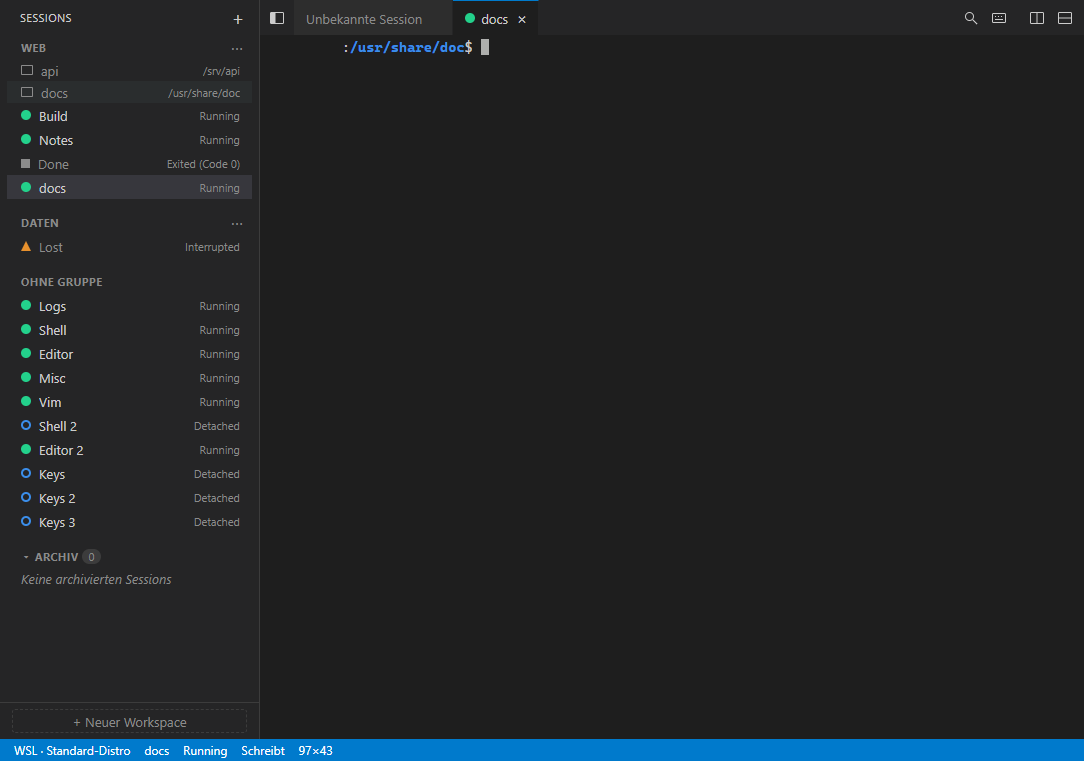 SESSIONS +
WEB ...
api /srv/api
docs /usr/share/doc
Build Running
Notes Running
Done Exited (Code 0)
docs Running
DATEN ...
Lost Interrupted
OHNE GRUPPE
Logs Running
Shell Running
Editor Running
Misc Running
Vim Running
Shell 2 Detached
Editor 2 Running
Keys Detached
Keys 2 Detached
Keys 3 Detached
ARCHIV 0
Keine archivierten Sessions
+ Neuer Workspace
Unbekannte Session docs ×
:/usr/share/doc$
WSL · Standard-Distro docs Running Schreibt 97×43